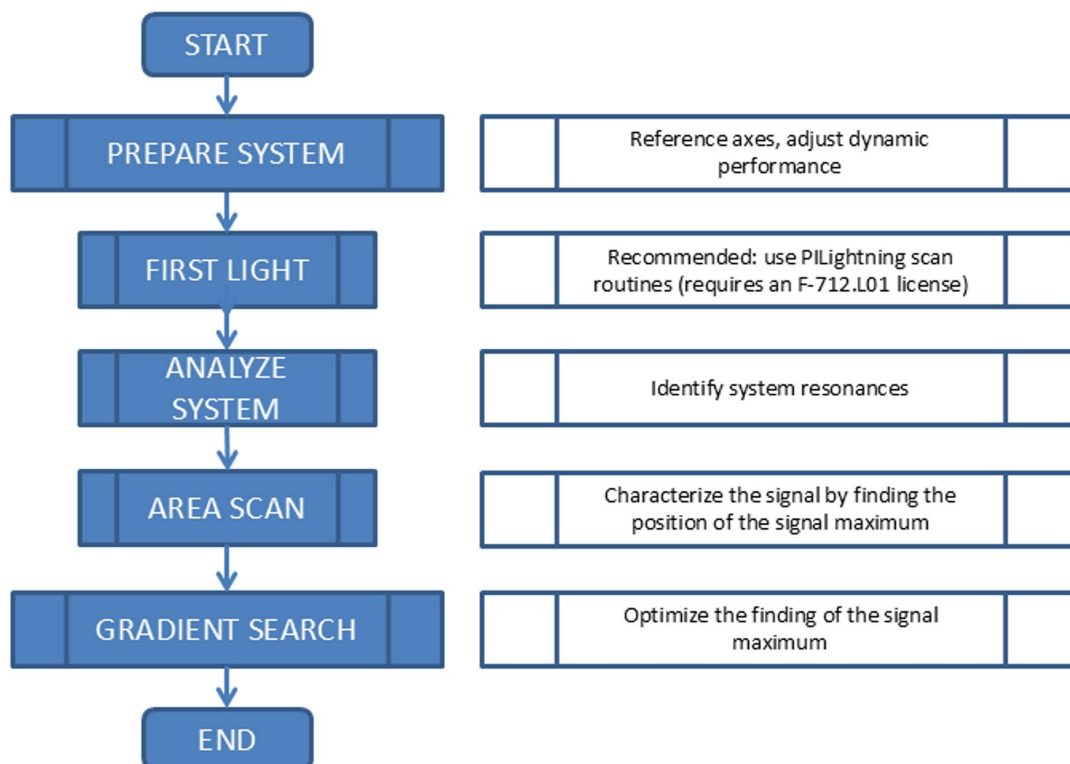 START
PREPARE SYSTEM
Reference axes, adjust dynamic
performance
FIRST LIGHT
Recommended: use PILightning scan
routines (requires an F-712.L01 license)
ANALYZE
SYSTEM
Identify system resonances
AREA SCAN
Characterize the signal by finding the
position of the signal maximum
GRADIENT SEARCH
Optimize the finding of the signal
maximum
END